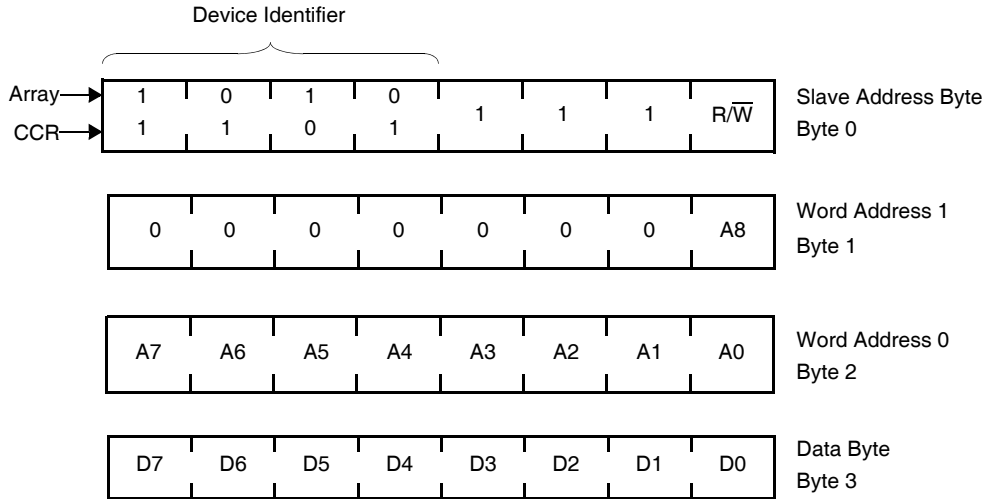 Device Identifier
Array 1 0 1 0 1 1 1 R/W̅ Slave Address Byte
CCR 1 1 0 1 Byte 0
0 0 0 0 0 0 0 A8 Word Address 1
Byte 1
A7 A6 A5 A4 A3 A2 A1 A0 Word Address 0
Byte 2
D7 D6 D5 D4 D3 D2 D1 D0 Data Byte
Byte 3